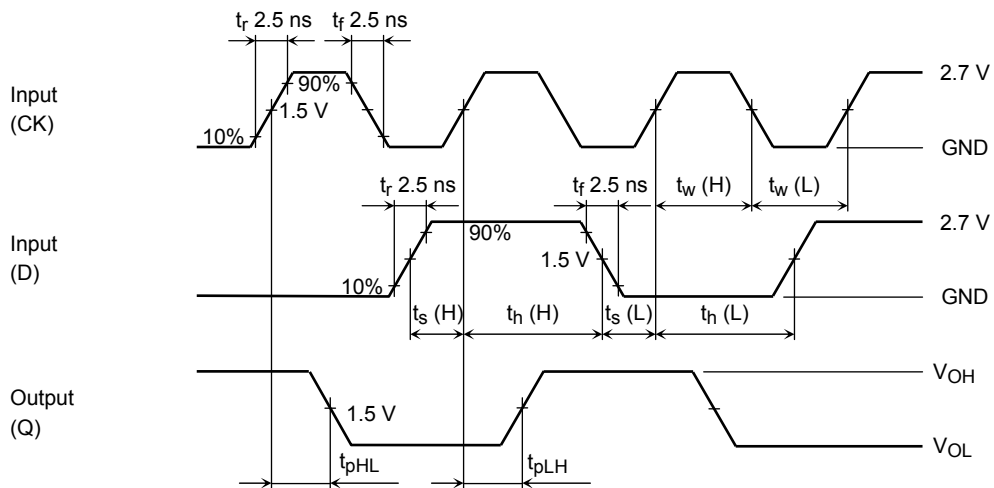 tr 2.5 ns
tf 2.5 ns
Input
(CK)
90%
1.5 V
10%
2.7 V
GND
tr 2.5 ns
tf 2.5 ns
tw (H)
tw (L)
Input
(D)
90%
1.5 V
10%
2.7 V
GND
ts (H)
th (H)
ts (L)
th (L)
Output
(Q)
1.5 V
VOH
VOL
tpHL
tpLH